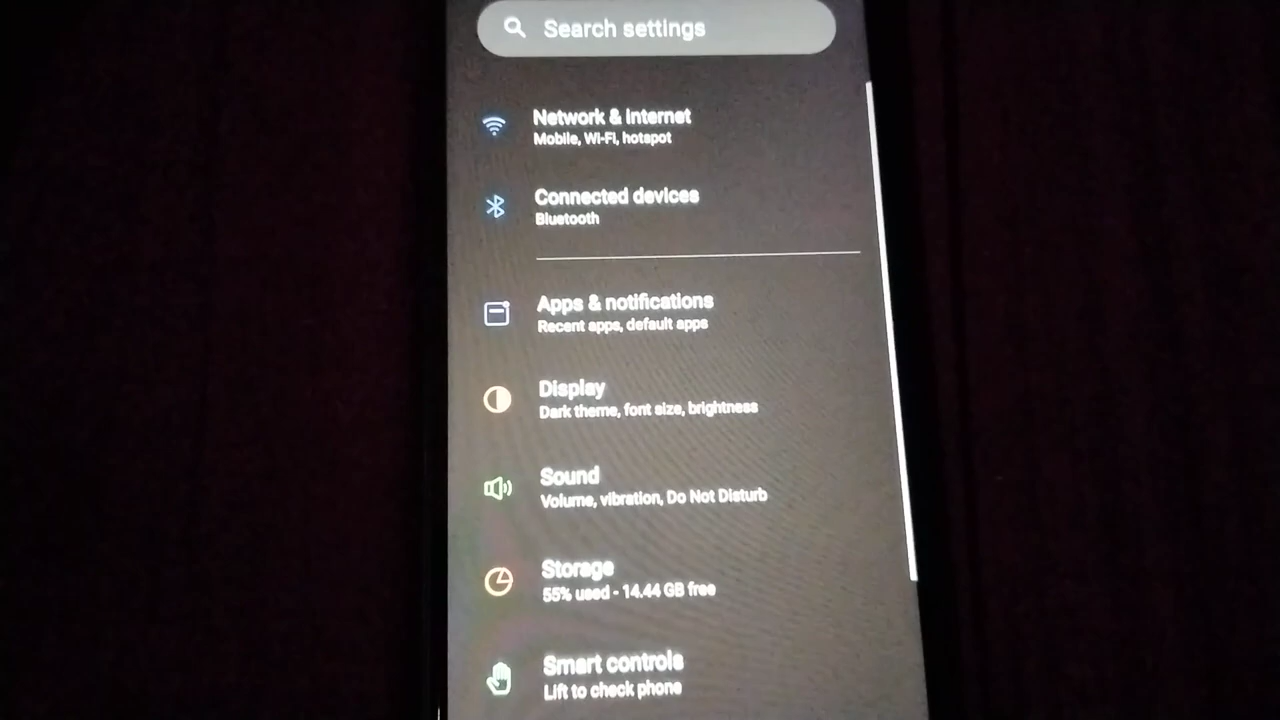 Search settings
Network & internet
Mobile, Wi-Fi, hotspot
Connected devices
Bluetooth
Apps & notifications
Recent apps, default apps
Display
Dark theme, font size, brightness
Sound
Volume, vibration, Do Not Disturb
Storage
55% used - 14.44 GB free
Smart controls
Lift to check phone